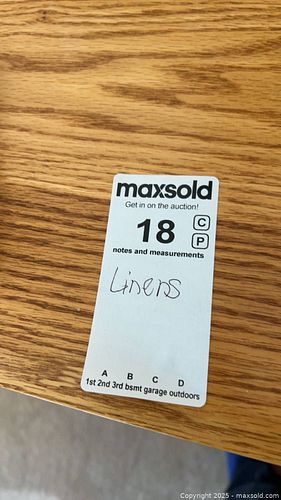 maxsold
Get in on the auction!
18
C
P
notes and measurements
Linens
A B C D
1st 2nd 3rd bsmt garage outdoors
Copyright © 2025 - maxsold.com